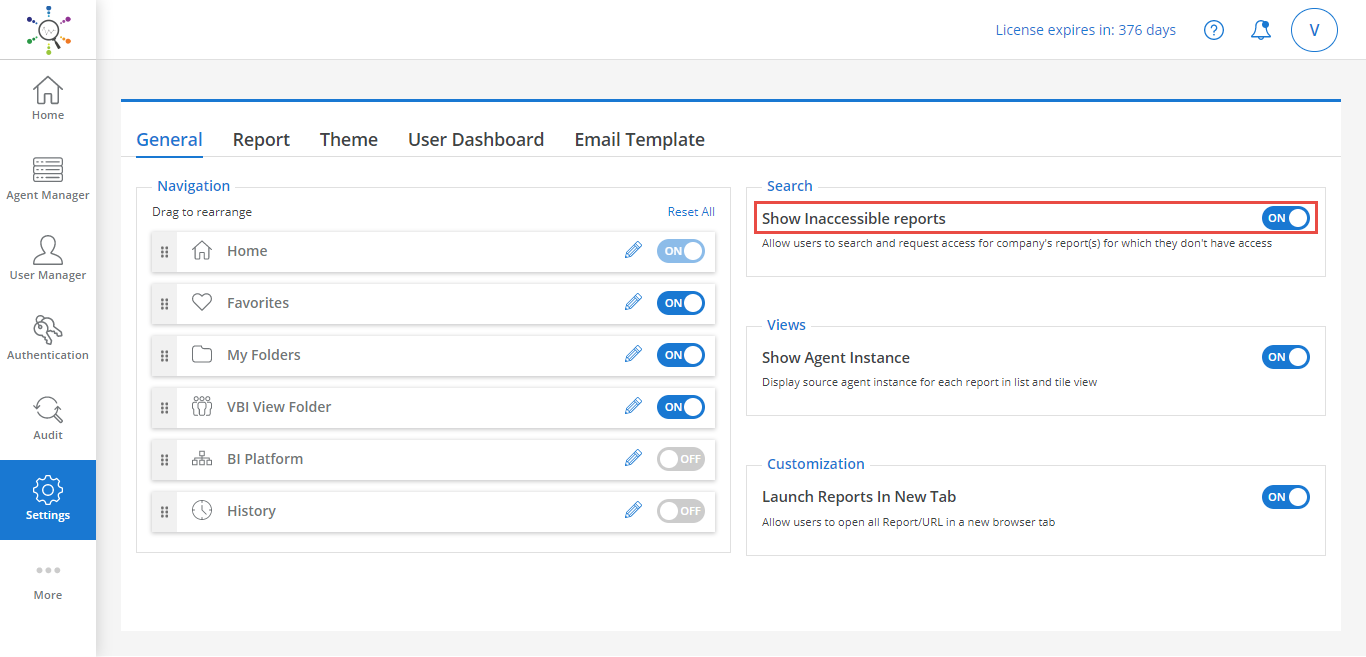 License expires in: 376 days
?
V
Home
Agent Manager
User Manager
Authentication
Audit
Settings
More
General Report Theme User Dashboard Email Template
Navigation
Drag to rearrange Reset All
Home ON
Favorites ON
My Folders ON
VBI View Folder ON
BI Platform OFF
History OFF
Search
Show Inaccessible reports ON
Allow users to search and request access for company's report(s) for which they don't have access
Views
Show Agent Instance ON
Display source agent instance for each report in list and tile view
Customization
Launch Reports In New Tab ON
Allow users to open all Report/URL in a new browser tab